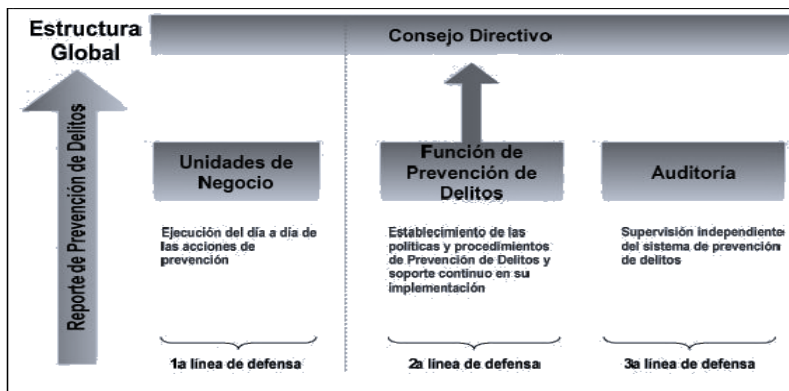 Estructura
Global
Consejo Directivo
Reporte de Prevención de Delitos
Unidades de
Negocio
Ejecución del día a día de
las acciones de
prevención
1a línea de defensa
Función de
Prevención de
Delitos
Establecimiento de las
políticas y procedimientos
de Prevención de Delitos y
soporte continuo en su
implementación
2a línea de defensa
Auditoría
Supervisión independiente
del sistema de prevención
de delitos
3a línea de defensa